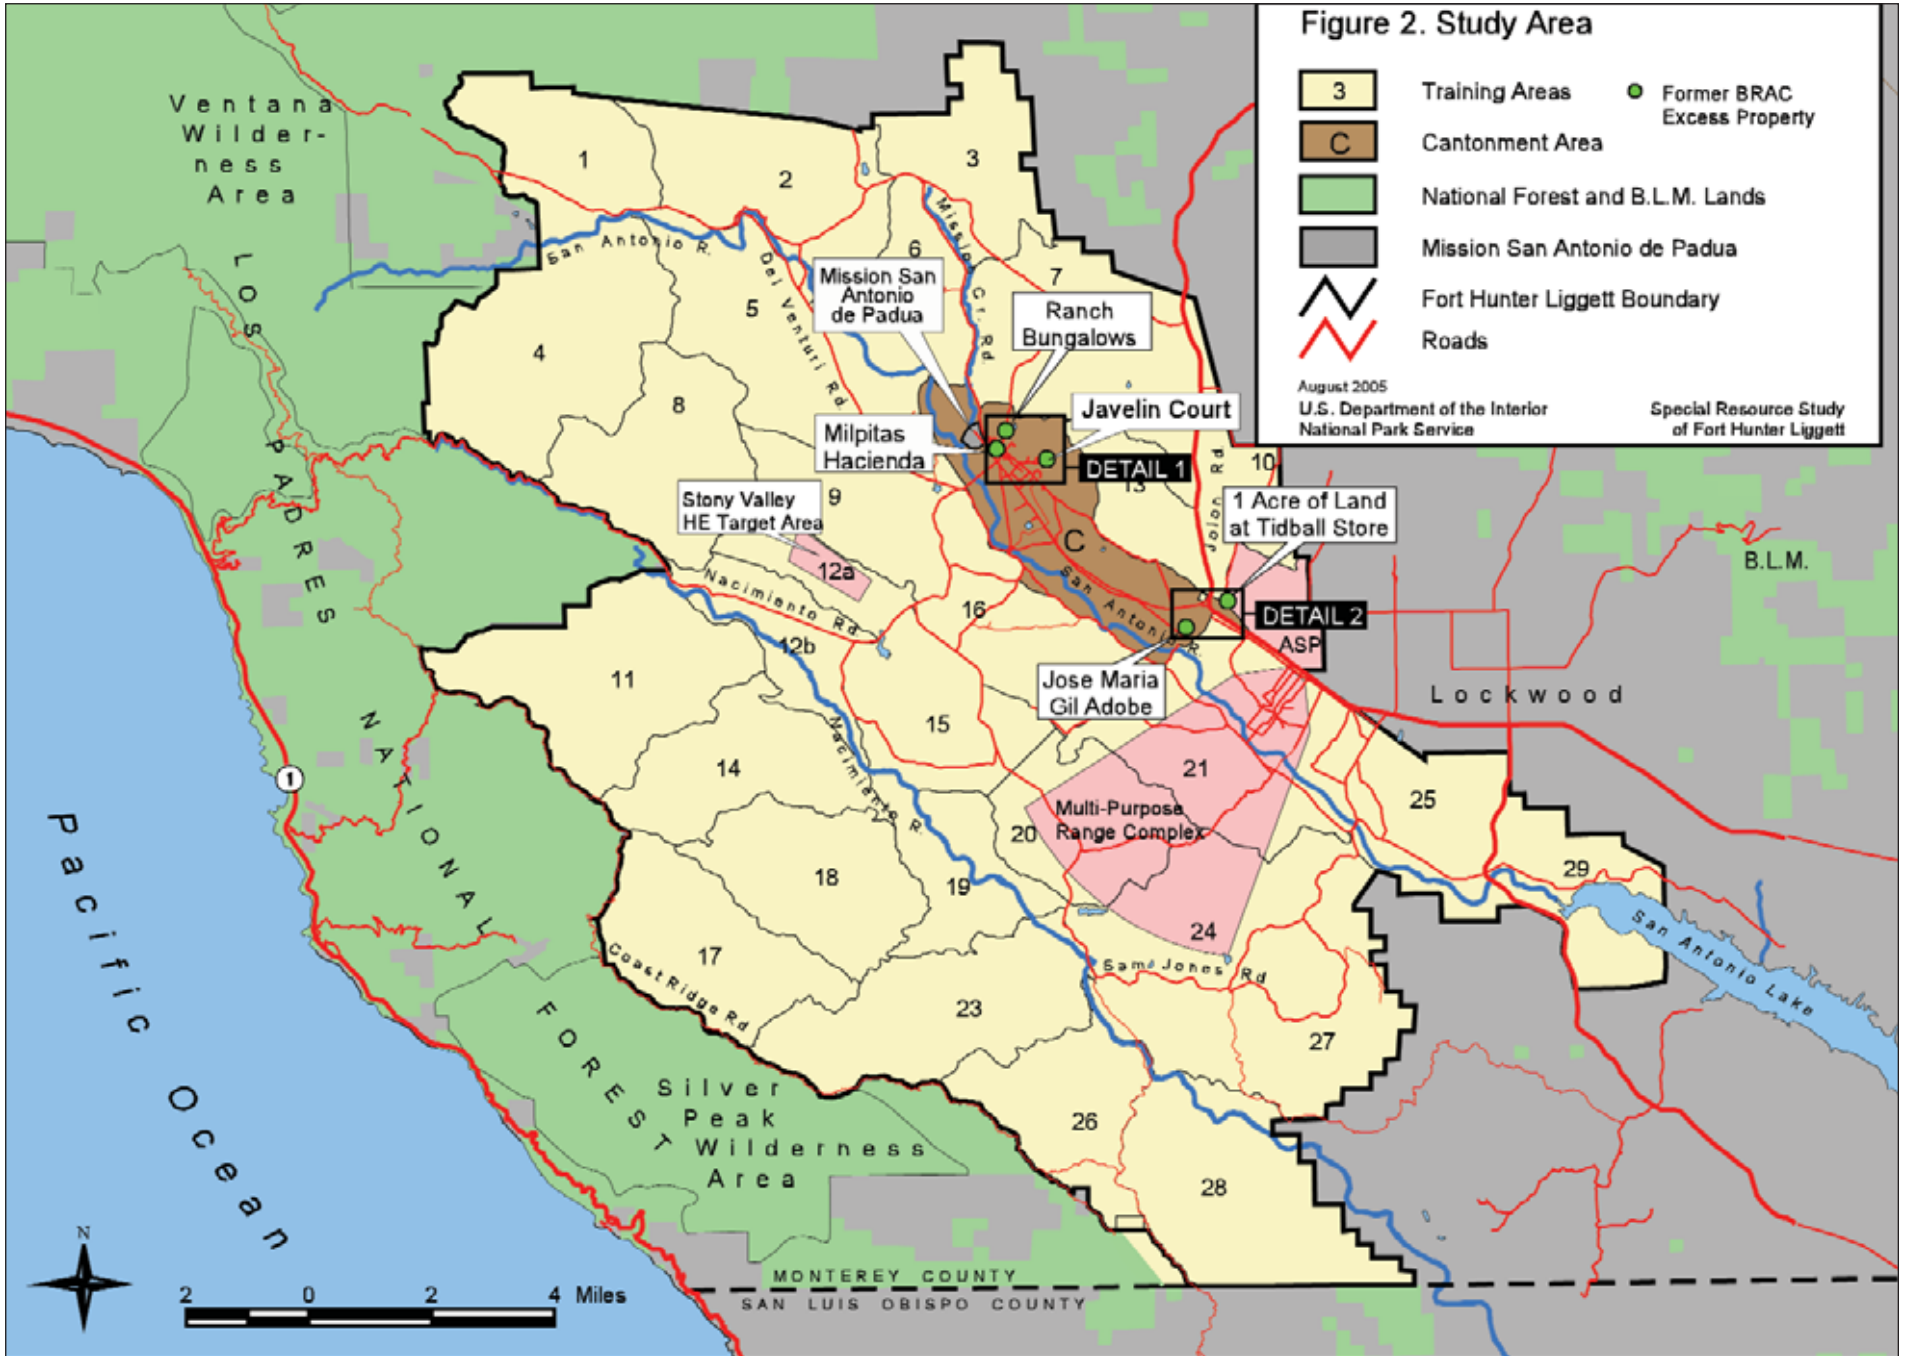 Figure 2. Study Area
3
Training Areas
Former BRAC
Excess Property
C
Cantonment Area
National Forest and B.L.M. Lands
Mission San Antonio de Padua
Fort Hunter Liggett Boundary
Roads
August 2005
U.S. Department of the Interior
National Park Service
Special Resource Study
of Fort Hunter Liggett
Ventana
Wilder-
ness
Area
1
2
3
San Antonio R.
Mission Cr. Rd.
6
7
5
4
8
Del Venturi Rd.
Mission San
Antonio
de Padua
Ranch
Bungalows
Javelin Court
Milpitas
Hacienda
DETAIL 1
13
10
Jolon Rd.
9
Stony Valley
HE Target Area
12a
C
1 Acre of Land
at Tidball Store
B.L.M.
Nacimiento Rd.
16
San Antonio R.
DETAIL 2
ASP
12b
11
Jose Maria
Gil Adobe
Lockwood
LOS PADRES NATIONAL FOREST
15
Nacimiento R.
14
21
25
1
Multi-Purpose
Range Complex
20
18
19
29
24
San Antonio Lake
17
Coast Ridge Rd
Sam Jones Rd
23
27
Pacific Ocean
Silver
Peak
Wilderness
Area
26
28
N
2 0 2 4 Miles
MONTEREY COUNTY
SAN LUIS OBISPO COUNTY